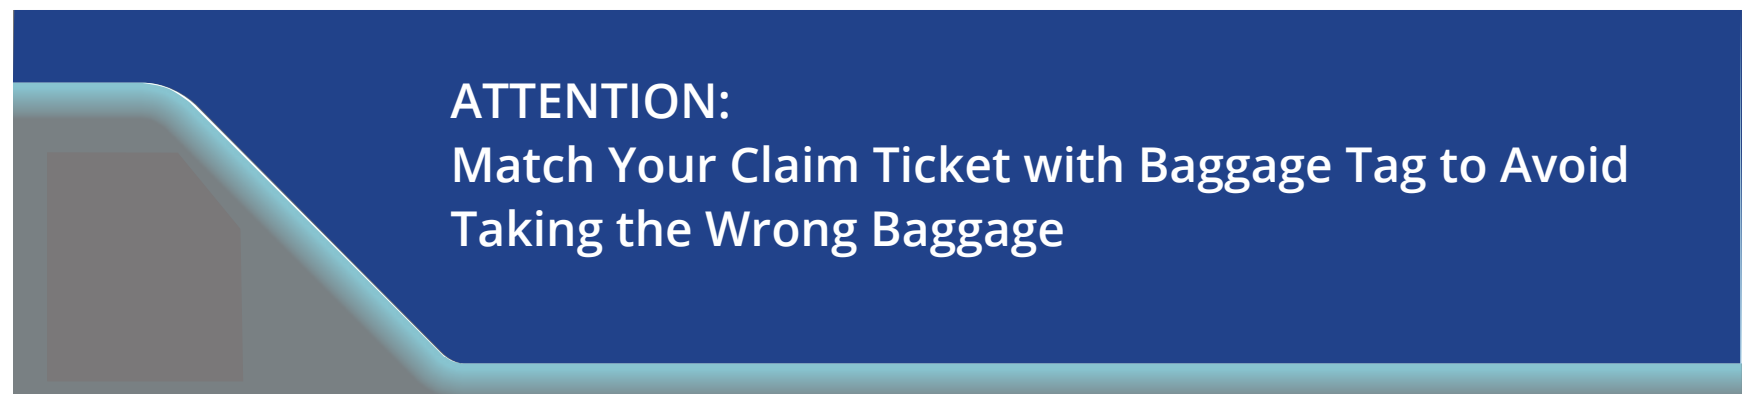 ATTENTION:
Match Your Claim Ticket with Baggage Tag to Avoid
Taking the Wrong Baggage